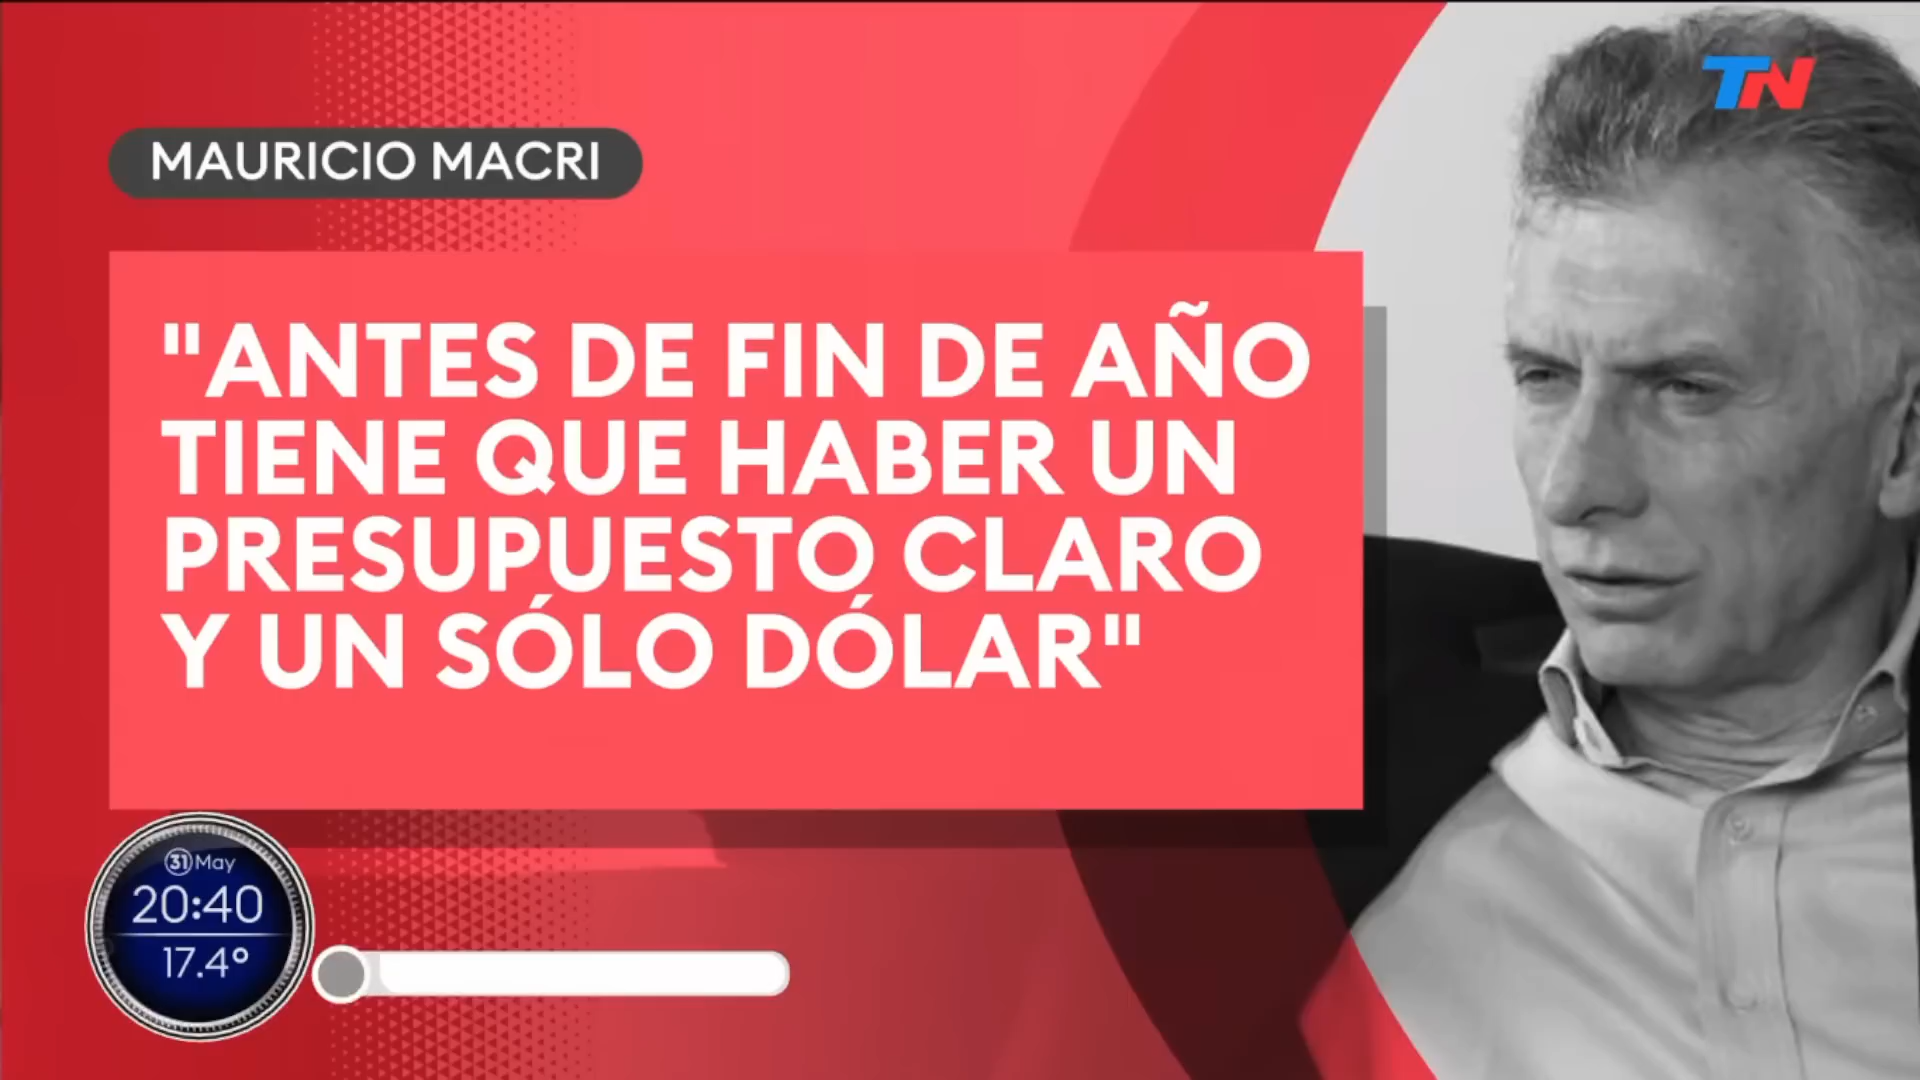 TN
MAURICIO MACRI
"ANTES DE FIN DE AÑO
TIENE QUE HABER UN
PRESUPUESTO CLARO
Y UN SÓLO DÓLAR"
31 May
20:40
17.4°